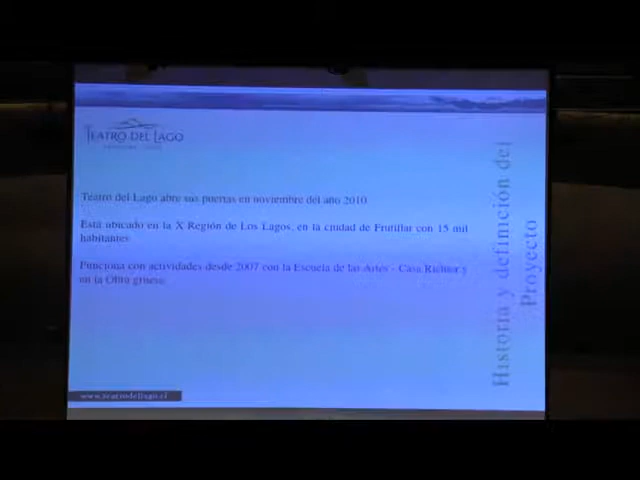 TEATRO DEL LAGO
Teatro del Lago abre sus puertas en noviembre del año 2010
Está ubicado en la X Región de Los Lagos, en la ciudad de Frutillar con 15 mil
habitantes
Funciona con actividades desde 2007 con la Escuela de las Artes - Casa Richter y
en la Obra gruesa
Historia y definición del
Proyecto
www.teatrodellago.cl